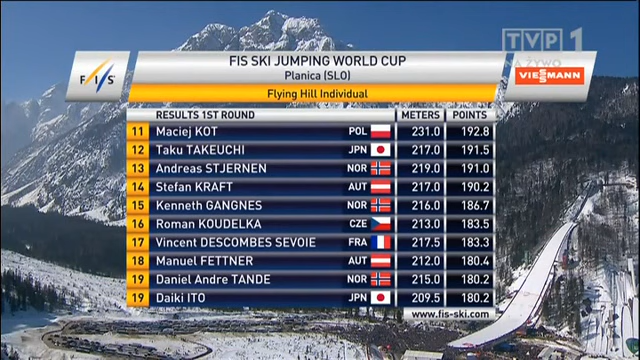 TVP1
NA ŻYWO
FIS
FIS SKI JUMPING WORLD CUP
Planica (SLO)
VIESSMANN
Flying Hill Individual
RESULTS 1ST ROUND METERS POINTS
11 Maciej KOT POL 231.0 192.8
12 Taku TAKEUCHI JPN 217.0 191.5
13 Andreas STJERNEN NOR 219.0 191.0
14 Stefan KRAFT AUT 217.0 190.2
15 Kenneth GANGNES NOR 216.0 186.7
16 Roman KOUDELKA CZE 213.0 183.5
17 Vincent DESCOMBES SEVOIE FRA 217.5 183.3
18 Manuel FETTNER AUT 212.0 180.4
19 Daniel Andre TANDE NOR 215.0 180.2
19 Daiki ITO JPN 209.5 180.2
www.fis-ski.com